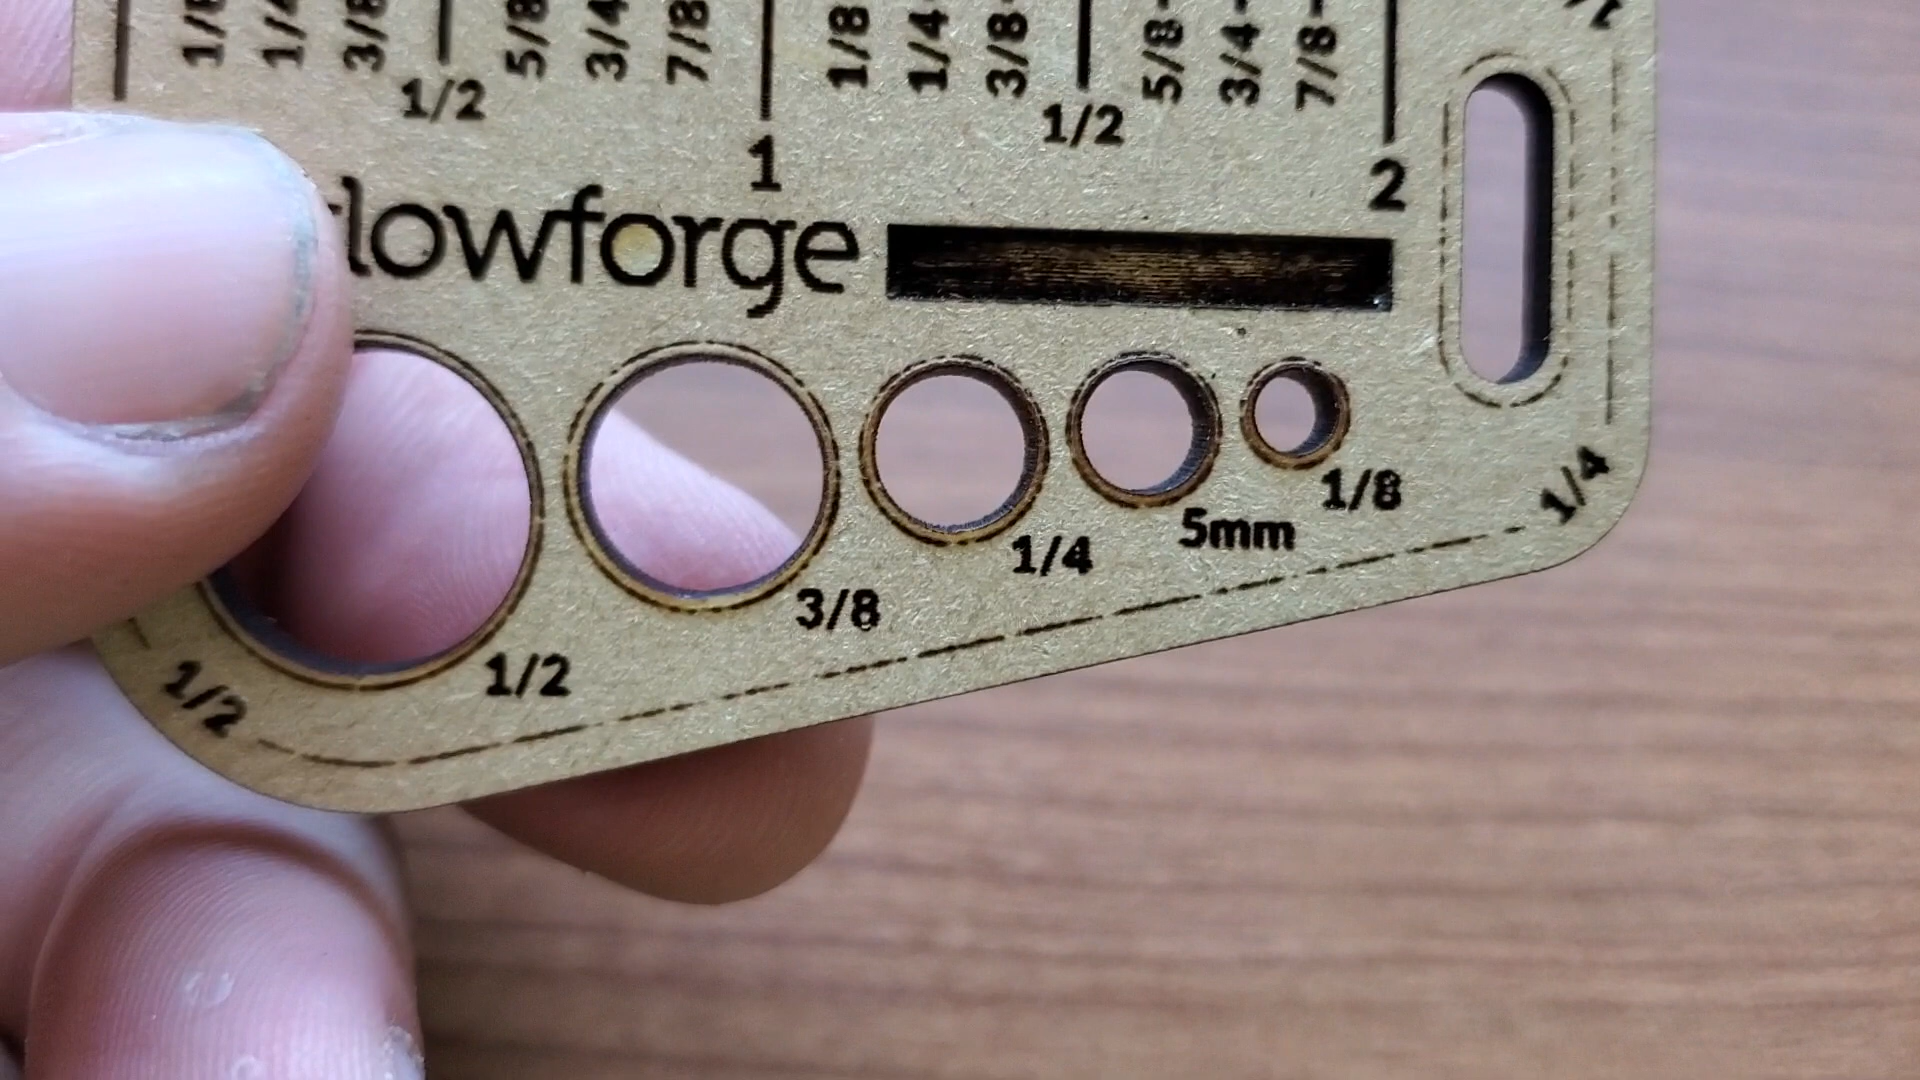 1/8 1/4 3/8 5/8 3/4 7/8 1/8 1/4 3/8 5/8 3/4 7/8
1/2 1/2
1 2
lowforge
1/8
5mm
1/4
3/8
1/2
1/4
1/2